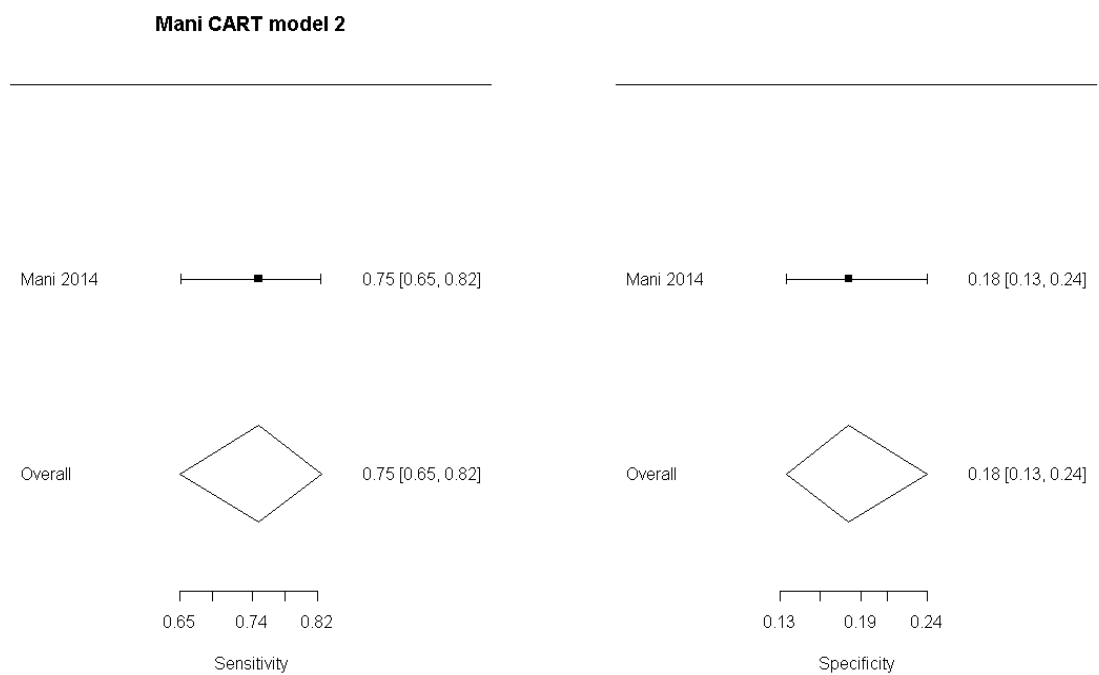 Mani CART model 2
Mani 2014 0.75 [0.65, 0.82] Mani 2014 0.18 [0.13, 0.24]
Overall 0.75 [0.65, 0.82] Overall 0.18 [0.13, 0.24]
0.65 0.74 0.82 0.13 0.19 0.24
Sensitivity Specificity